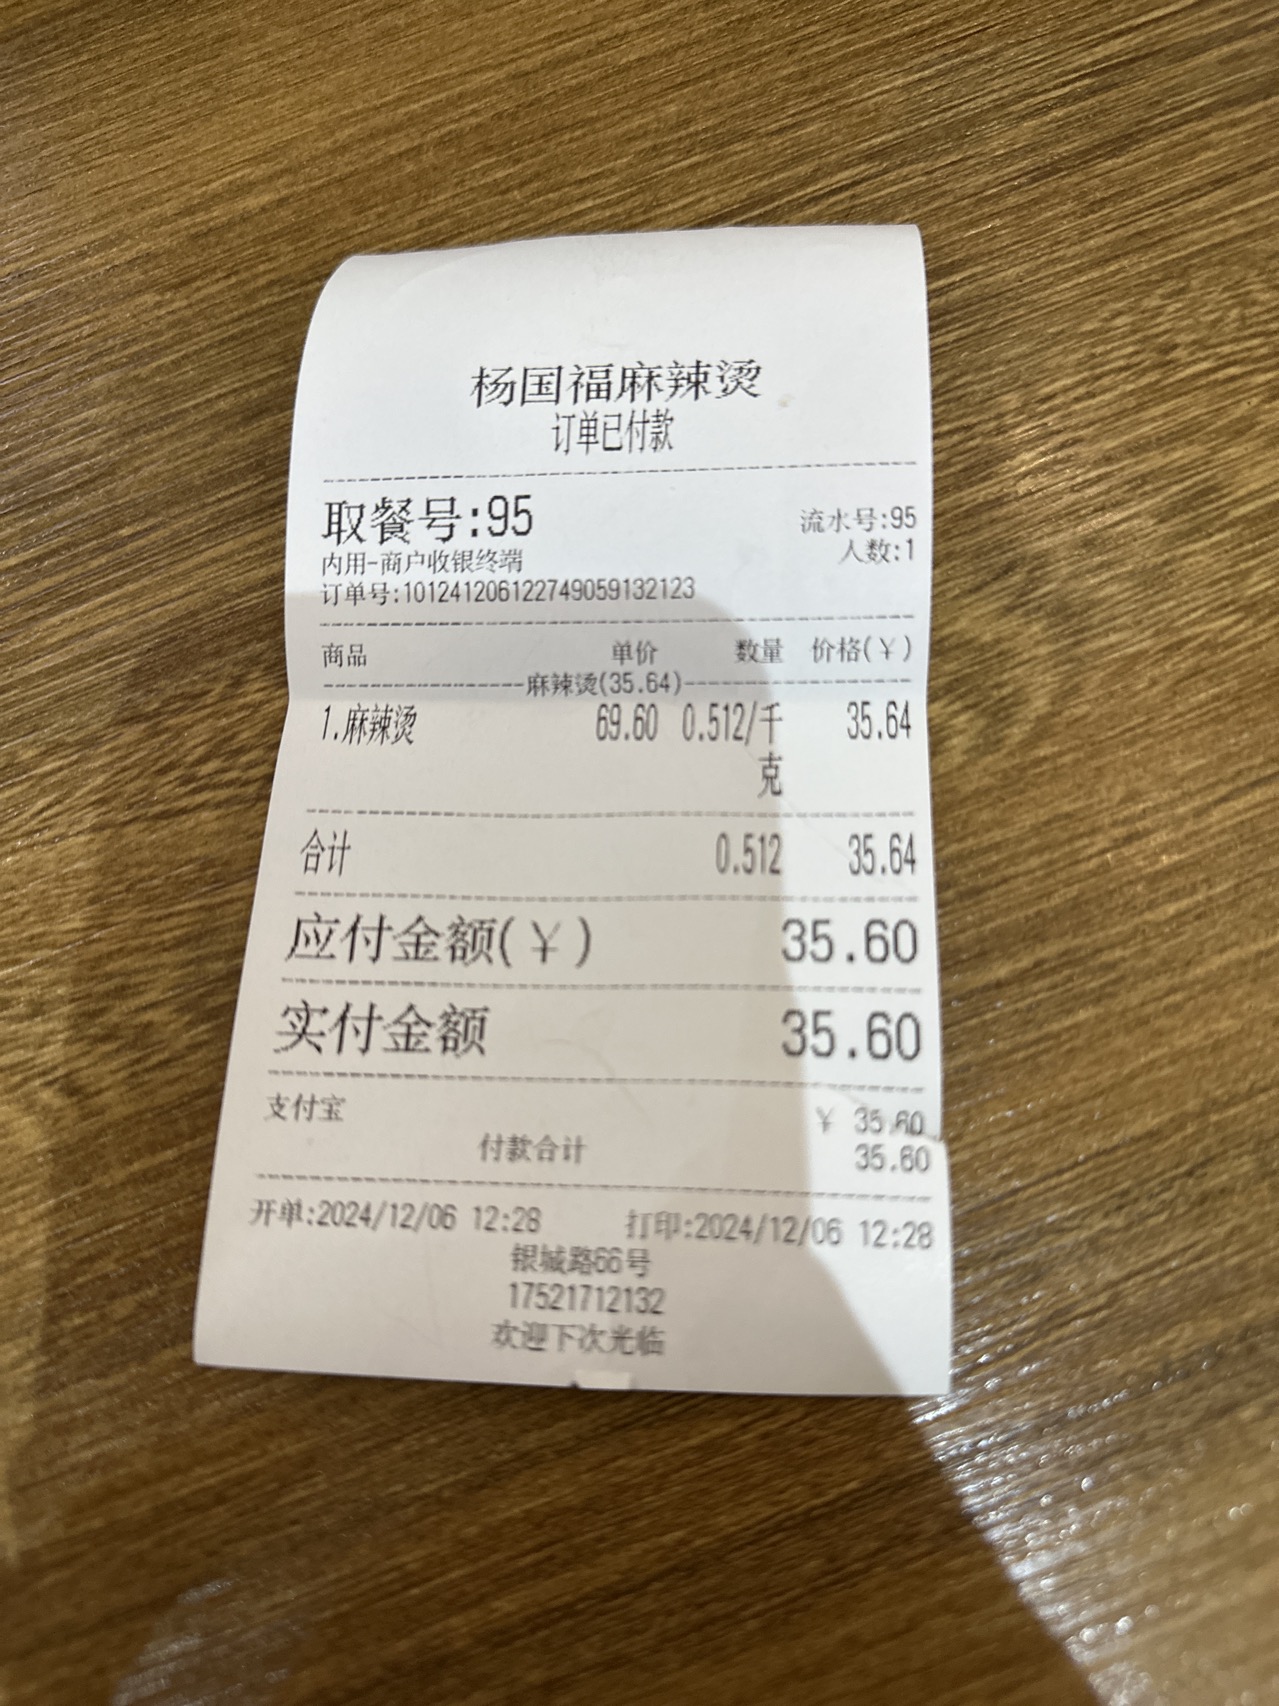 杨国福麻辣烫
订单已付款
取餐号:95 流水号:95
内用-商户收银终端 人数:1
订单号:1012412061227490591​32123
商品 单价 数量 价格(¥)
麻辣烫(35.64)
1.麻辣烫 69.60 0.512/千 35.64
克
合计 0.512 35.64
应付金额(¥) 35.60
实付金额 35.60
支付宝 ¥ 35.60
付款合计 35.60
开单:2024/12/06 12:28 打印:2024/12/06 12:28
银城路66号
17521712132
欢迎下次光临